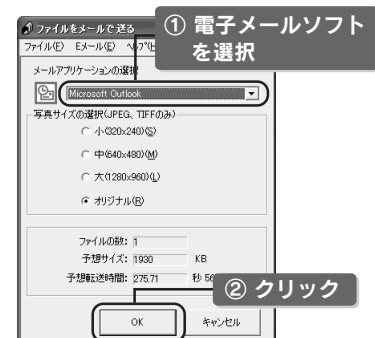 ファイルをメールで送る
① 電子メールソフト
を選択
ファイル(F) Eメール(E)
メールアプリケーションの選択
Microsoft Outlook
写真サイズの選択(JPEG、TIFFのみ)
小(320x240)(S)
中(640x480)(M)
大(1280x960)(L)
オリジナル(R)
ファイルの数: 1
予想サイズ: 1930 KB
予想転送時間: 275.71 秒 56
② クリック
OK キャンセル